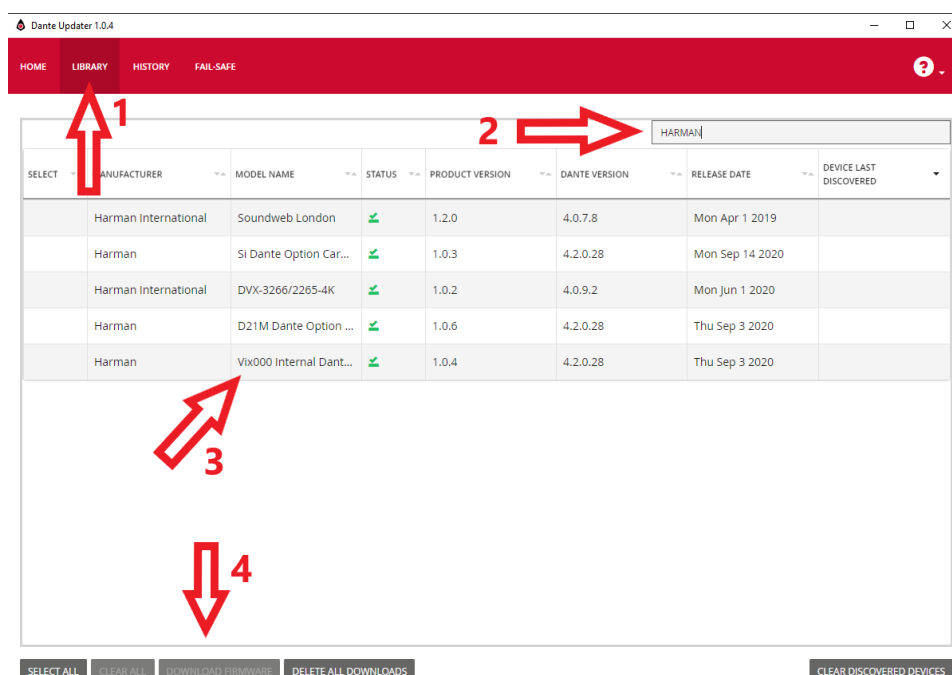 Dante Updater 1.0.4
HOME LIBRARY HISTORY FAIL-SAFE ?
1
2 HARMAN
SELECT MANUFACTURER MODEL NAME STATUS PRODUCT VERSION DANTE VERSION RELEASE DATE DEVICE LAST
DISCOVERED
Harman International Soundweb London 1.2.0 4.0.7.8 Mon Apr 1 2019
Harman Si Dante Option Car... 1.0.3 4.2.0.28 Mon Sep 14 2020
Harman International DVX-3266/2265-4K 1.0.2 4.0.9.2 Mon Jun 1 2020
Harman D21M Dante Option ... 1.0.6 4.2.0.28 Thu Sep 3 2020
Harman Vix000 Internal Dant... 1.0.4 4.2.0.28 Thu Sep 3 2020
3
4
SELECT ALL CLEAR ALL DOWNLOAD FIRMWARE DELETE ALL DOWNLOADS CLEAR DISCOVERED DEVICES